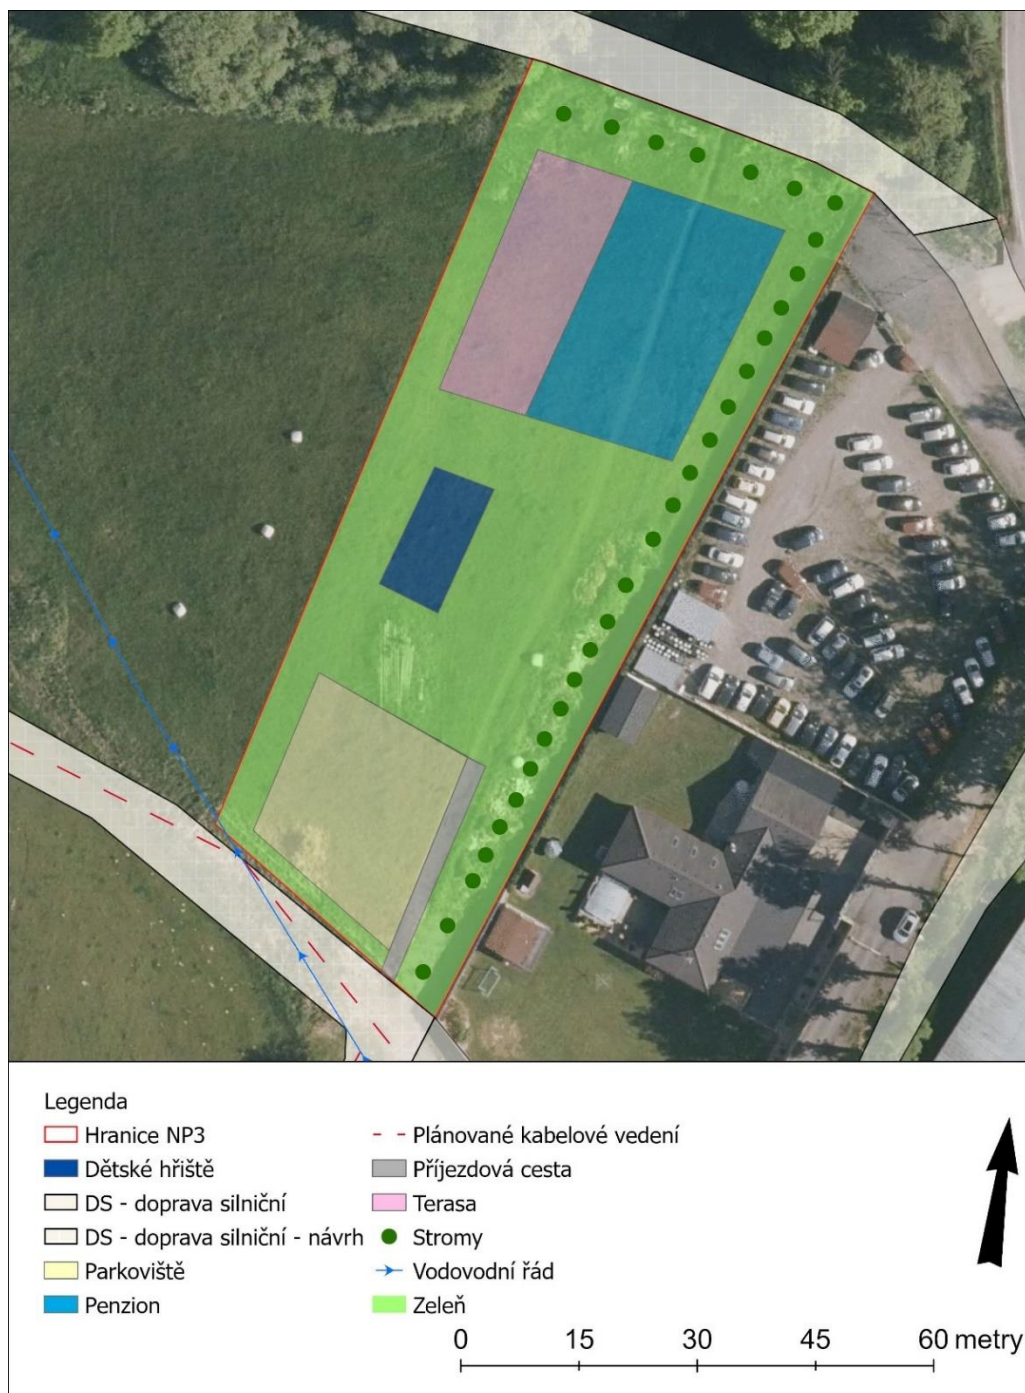 Legenda
Hranice NP3
Dětské hřiště
DS - doprava silniční
DS - doprava silniční - návrh
Parkoviště
Penzion
Plánované kabelové vedení
Příjezdová cesta
Terasa
Stromy
Vodovodní řád
Zeleň
0 15 30 45 60 metry